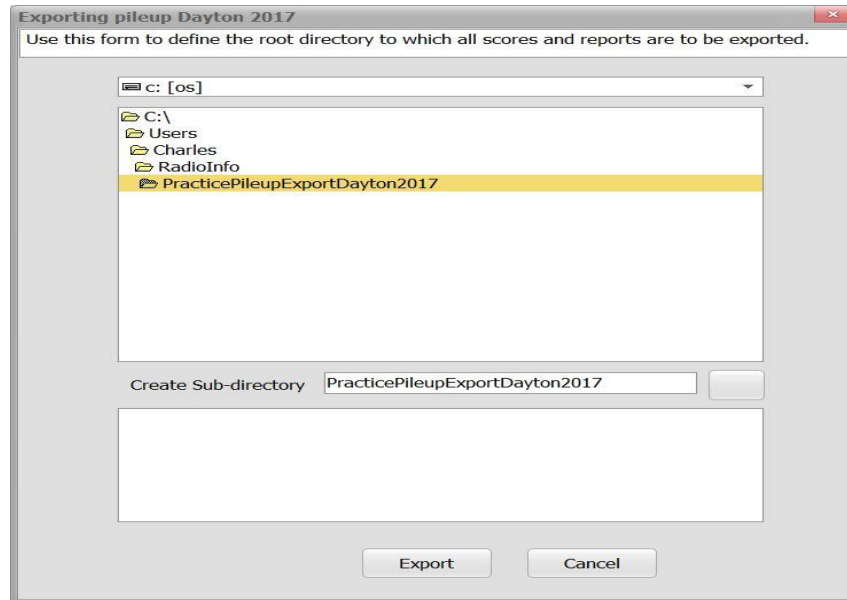 Exporting pileup Dayton 2017
Use this form to define the root directory to which all scores and reports are to be exported.
c: [os]
C:\
Users
Charles
RadioInfo
PracticePileupExportDayton2017
Create Sub-directory PracticePileupExportDayton2017
Export Cancel